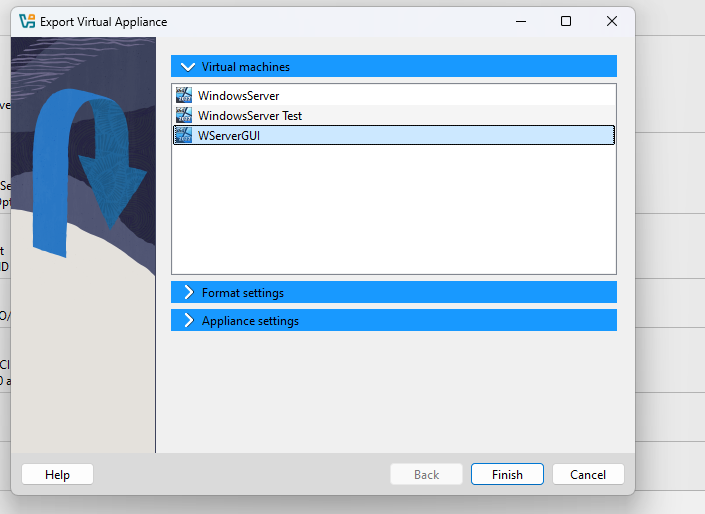 Export Virtual Appliance
Virtual machines
WindowsServer
WindowsServer Test
WServerGUI
Format settings
Appliance settings
Help
Back
Finish
Cancel